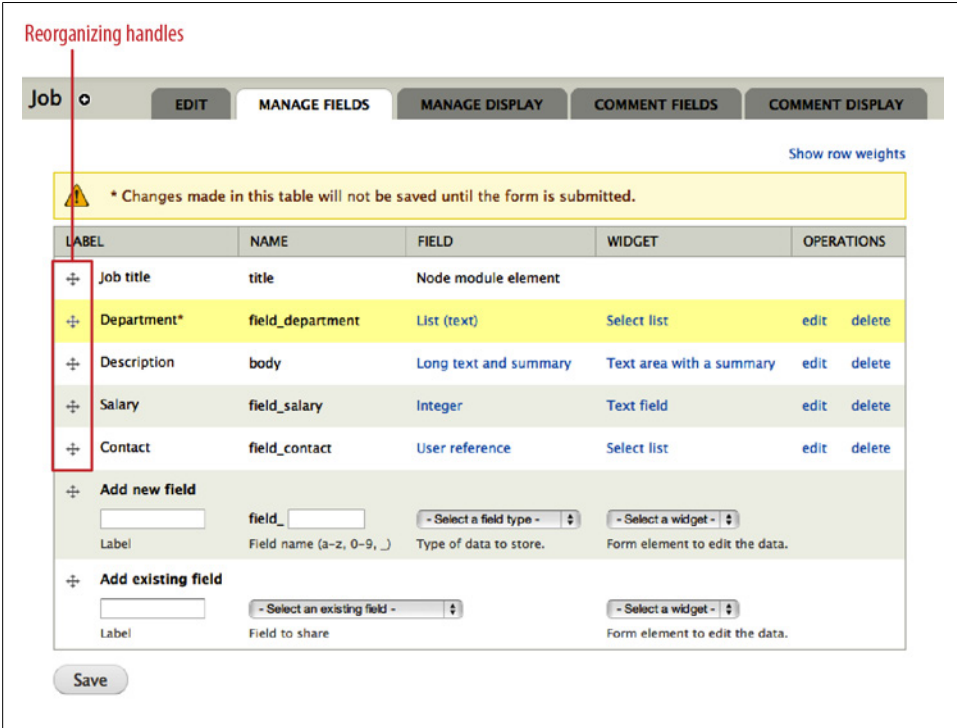 Reorganizing handles
Job
EDIT MANAGE FIELDS MANAGE DISPLAY COMMENT FIELDS COMMENT DISPLAY
Show row weights
* Changes made in this table will not be saved until the form is submitted.
LABEL NAME FIELD WIDGET OPERATIONS
Job title title Node module element
Department* field_department List (text) Select list edit delete
Description body Long text and summary Text area with a summary edit delete
Salary field_salary Integer Text field edit delete
Contact field_contact User reference Select list edit delete
Add new field
field_ - Select a field type - - Select a widget -
Label Field name (a-z, 0-9, _) Type of data to store. Form element to edit the data.
Add existing field
- Select an existing field - - Select a widget -
Label Field to share Form element to edit the data.
Save